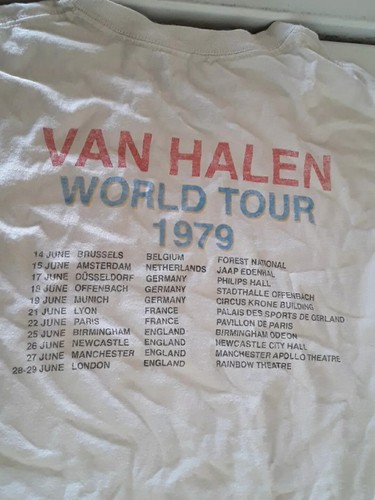 VAN HALEN
WORLD TOUR
1979
14 JUNE BRUSSELS BELGIUM FOREST NATIONAL
15 JUNE AMSTERDAM NETHERLANDS JAAP EDENHAL
17 JUNE DÜSSELDORF GERMANY PHILIPS HALL
18 JUNE OFFENBACH GERMANY STADTHALLE OFFENBACH
19 JUNE MUNICH GERMANY CIRCUS KRONE BUILDING
21 JUNE LYON FRANCE PALAIS DES SPORTS DE GERLAND
22 JUNE PARIS FRANCE PAVILLON DE PARIS
25 JUNE BIRMINGHAM ENGLAND BIRMINGHAM ODEON
26 JUNE NEWCASTLE ENGLAND NEWCASTLE CITY HALL
27 JUNE MANCHESTER ENGLAND MANCHESTER APOLLO THEATRE
28-29 JUNE LONDON ENGLAND RAINBOW THEATRE